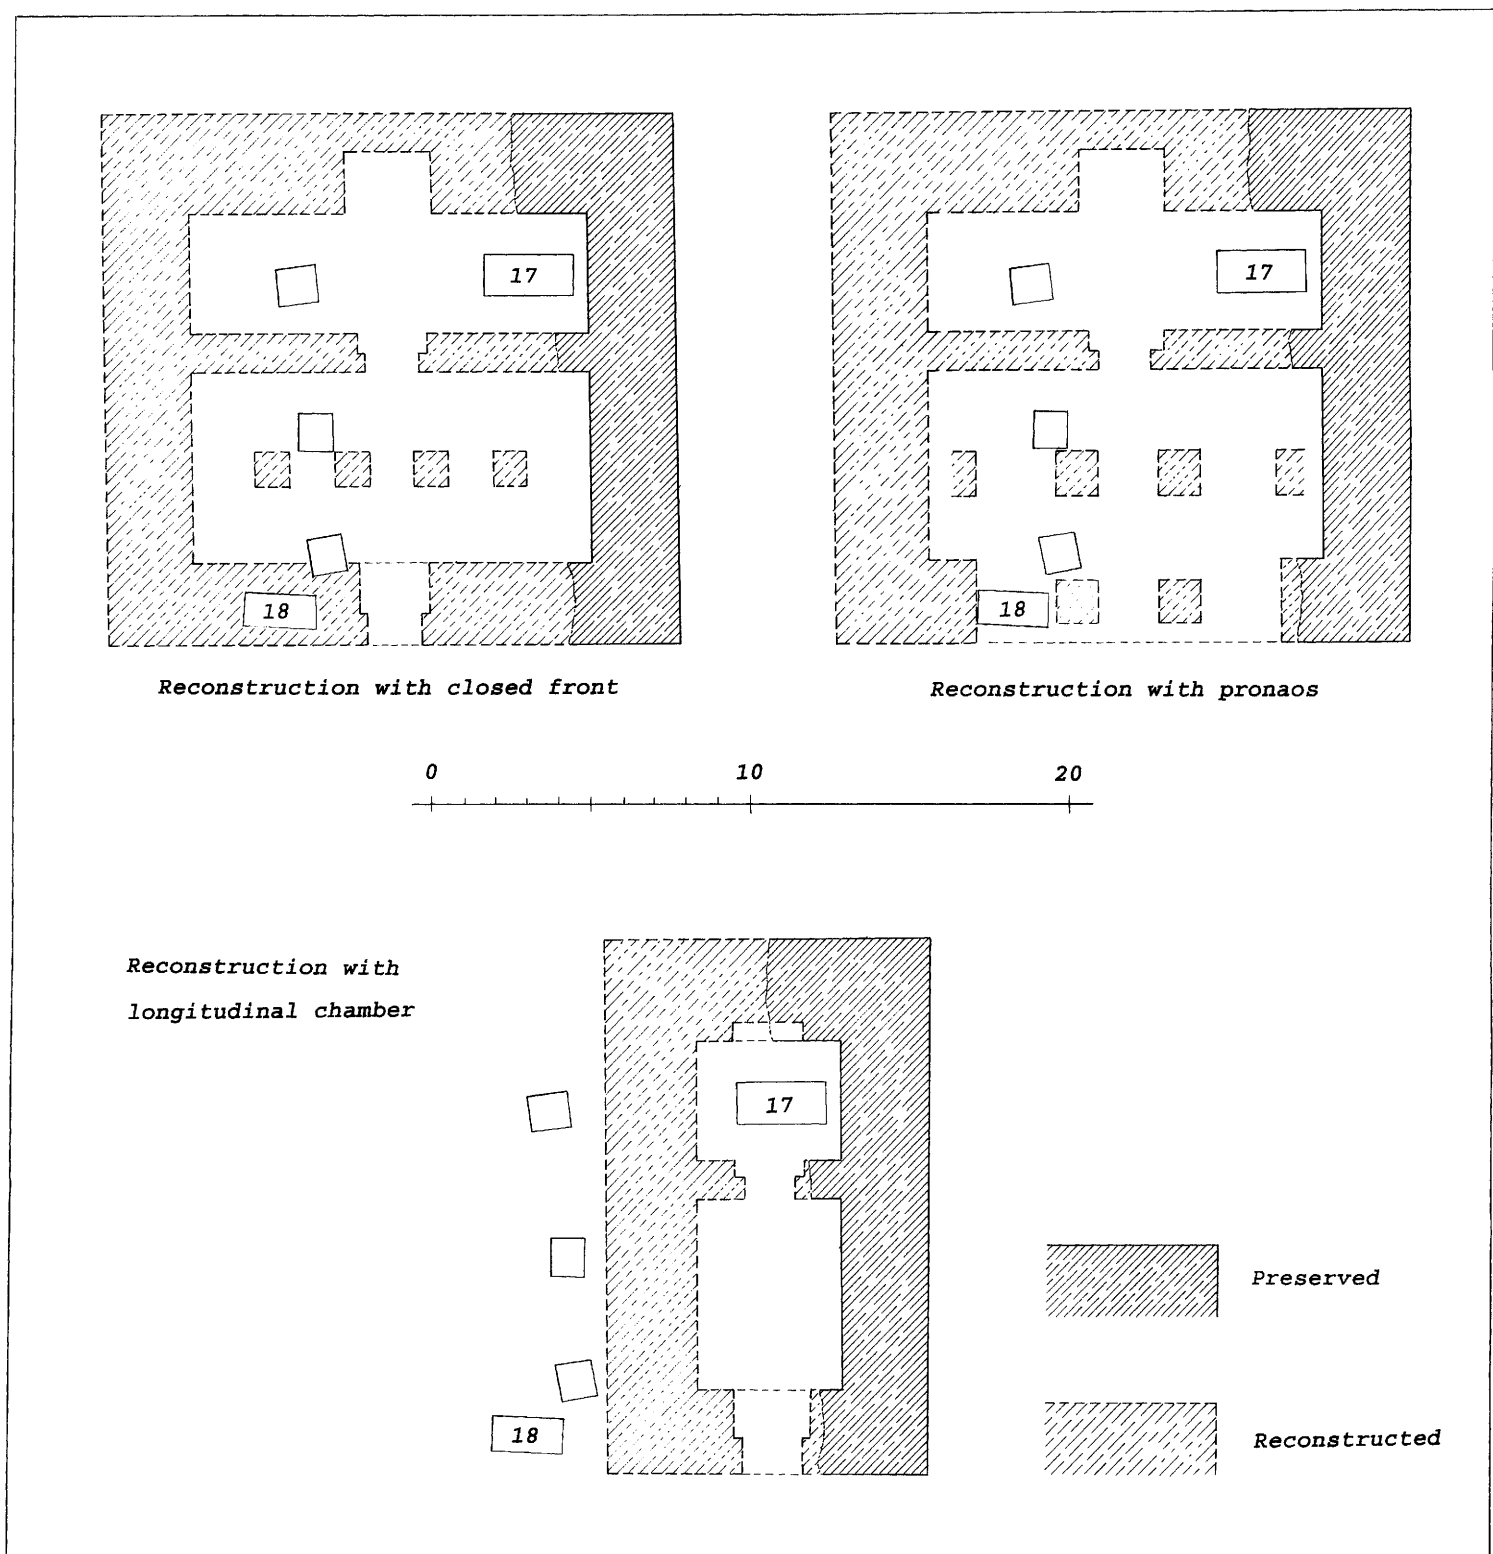 17
17
18
18
Reconstruction with closed front
Reconstruction with pronaos
0 10 20
Reconstruction with
longitudinal chamber
17
Preserved
18
Reconstructed